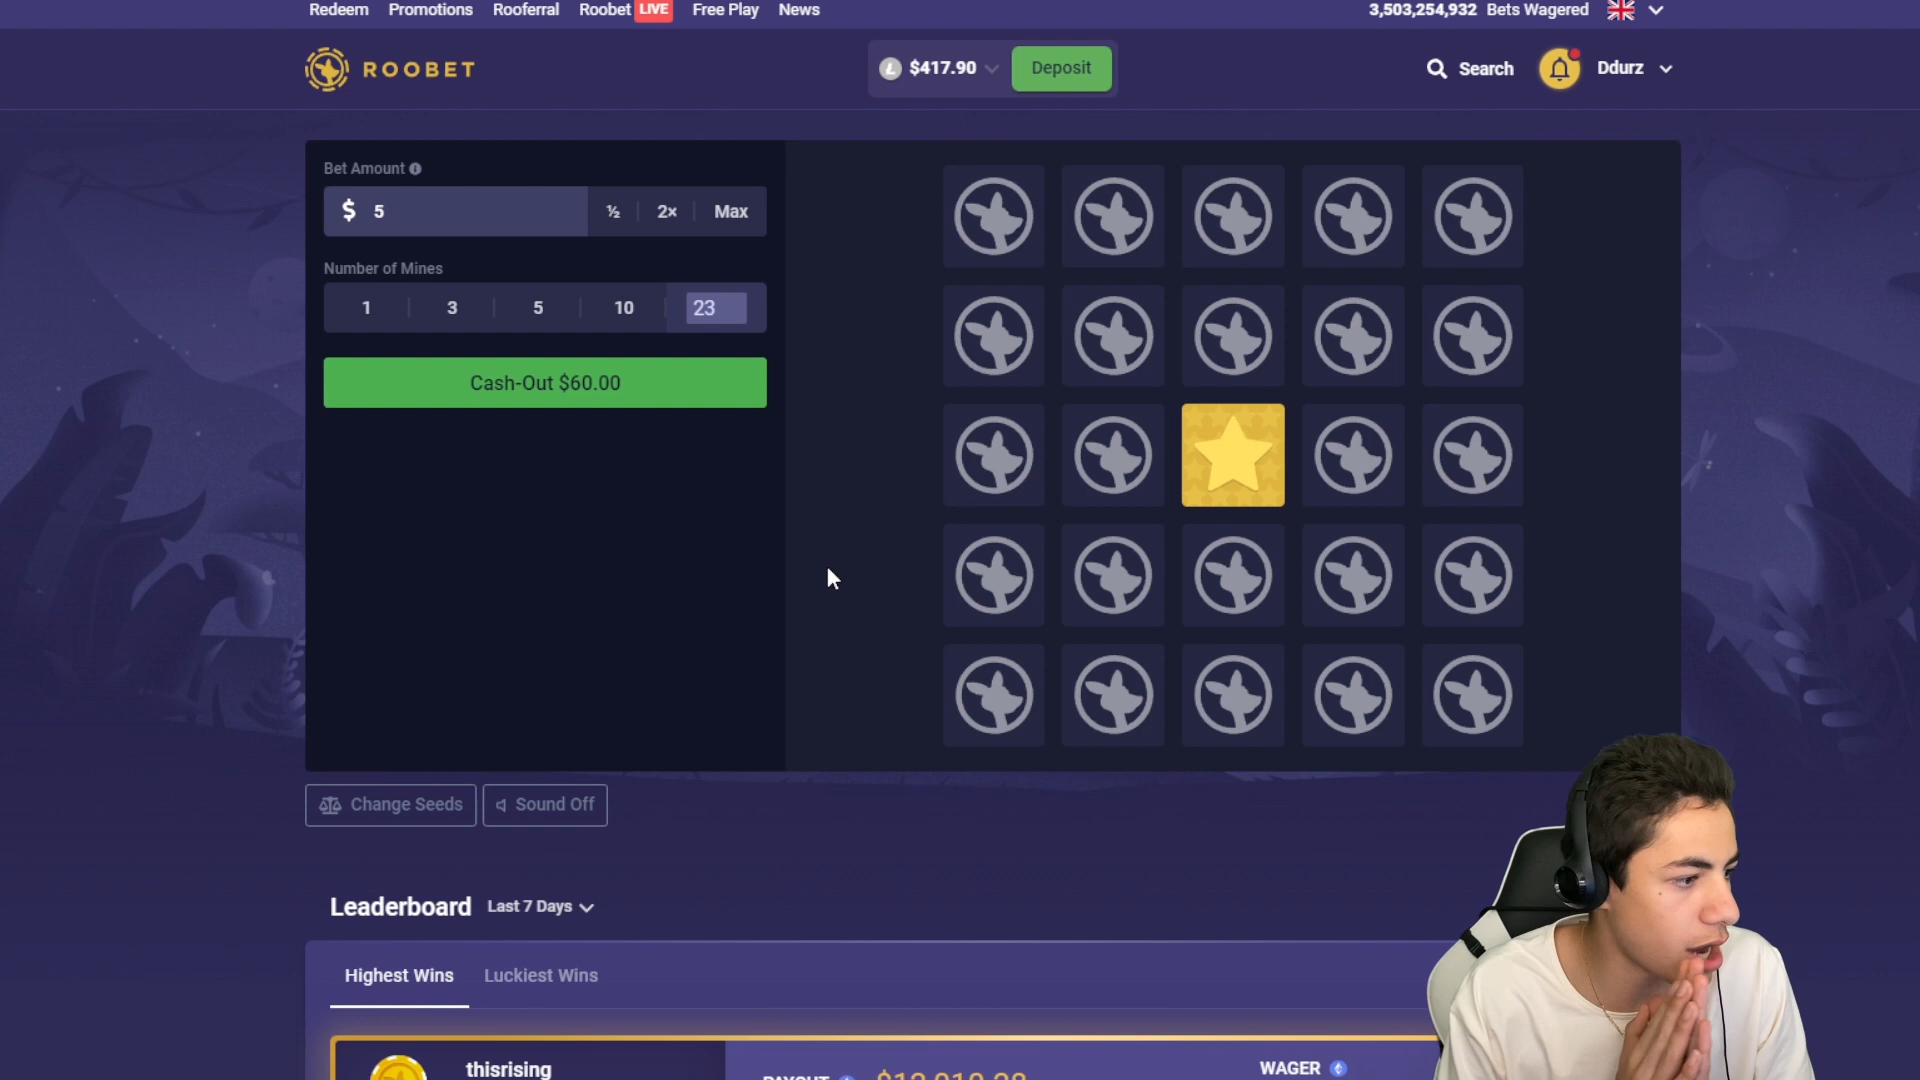 Redeem Promotions Rooferral Roobet LIVE Free Play News
3,503,254,932 Bets Wagered
ROOBET
$417.90
Deposit
Search
Ddurz
Bet Amount
$ 5 ½ 2× Max
Number of Mines
1 3 5 10 23
Cash-Out $60.00
Change Seeds
Sound Off
Leaderboard Last 7 Days
Highest Wins Luckiest Wins
thisrising
PAYOUT
WAGER